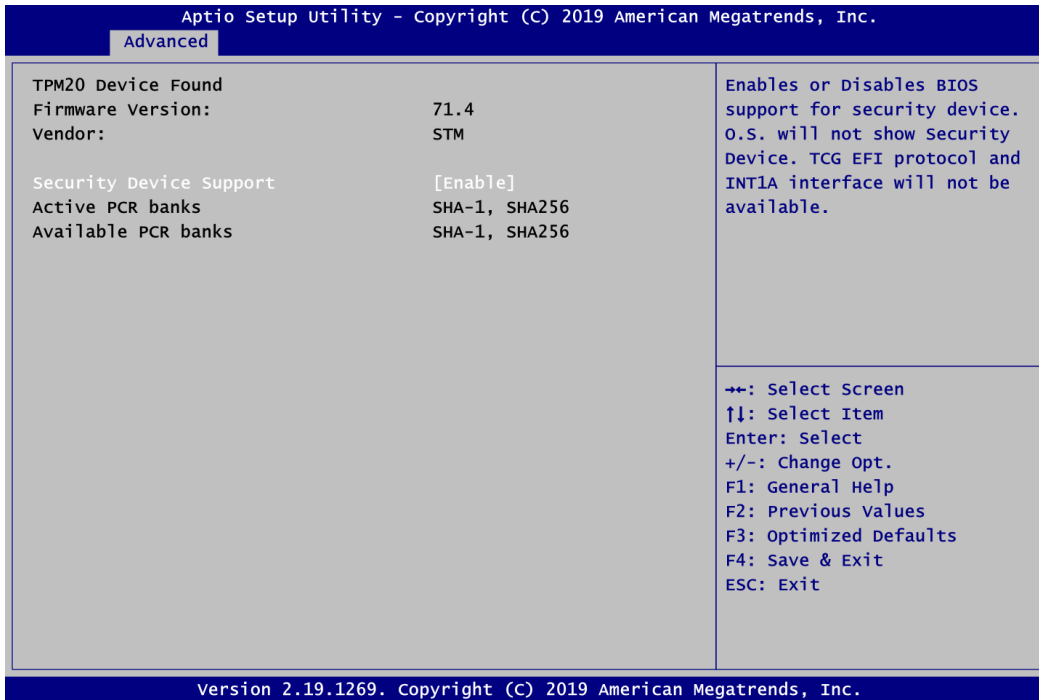 Aptio Setup Utility – Copyright (C) 2019 American Megatrends, Inc.
Advanced
TPM20 Device Found
Firmware Version: 71.4
Vendor: STM
Security Device Support [Enable]
Active PCR banks SHA-1, SHA256
Available PCR banks SHA-1, SHA256
Enables or Disables BIOS
support for security device.
O.S. will not show Security
Device. TCG EFI protocol and
INT1A interface will not be
available.
→←: Select Screen
↑↓: Select Item
Enter: Select
+/-: Change Opt.
F1: General Help
F2: Previous Values
F3: Optimized Defaults
F4: Save & Exit
ESC: Exit
Version 2.19.1269. Copyright (C) 2019 American Megatrends, Inc.